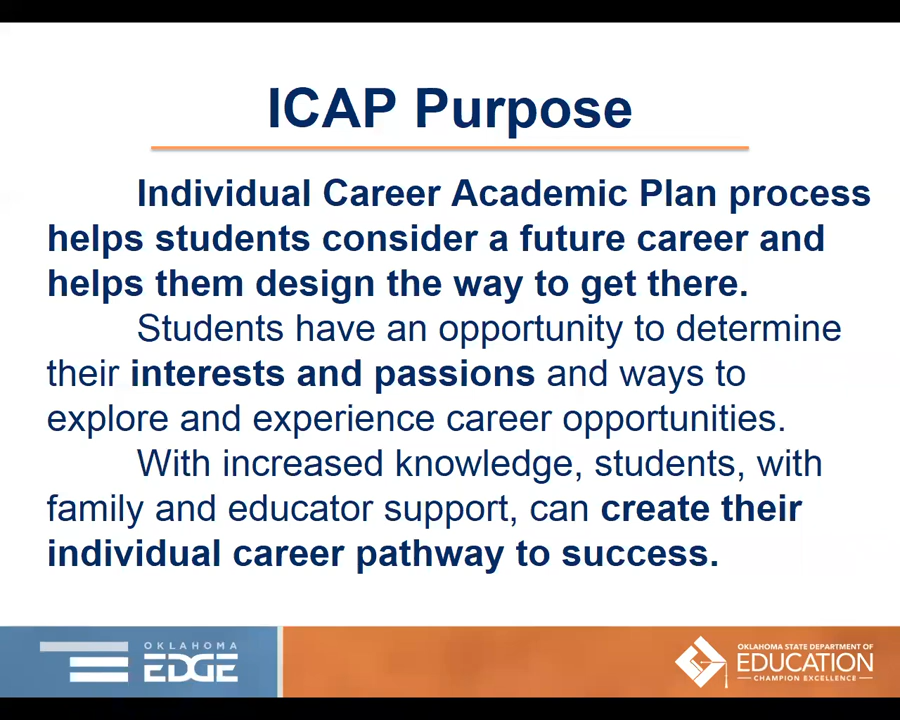 ICAP Purpose
Individual Career Academic Plan process
helps students consider a future career and
helps them design the way to get there.
Students have an opportunity to determine
their interests and passions and ways to
explore and experience career opportunities.
With increased knowledge, students, with
family and educator support, can create their
individual career pathway to success.
OKLAHOMA
EDGE
OKLAHOMA STATE DEPARTMENT OF
EDUCATION
CHAMPION EXCELLENCE